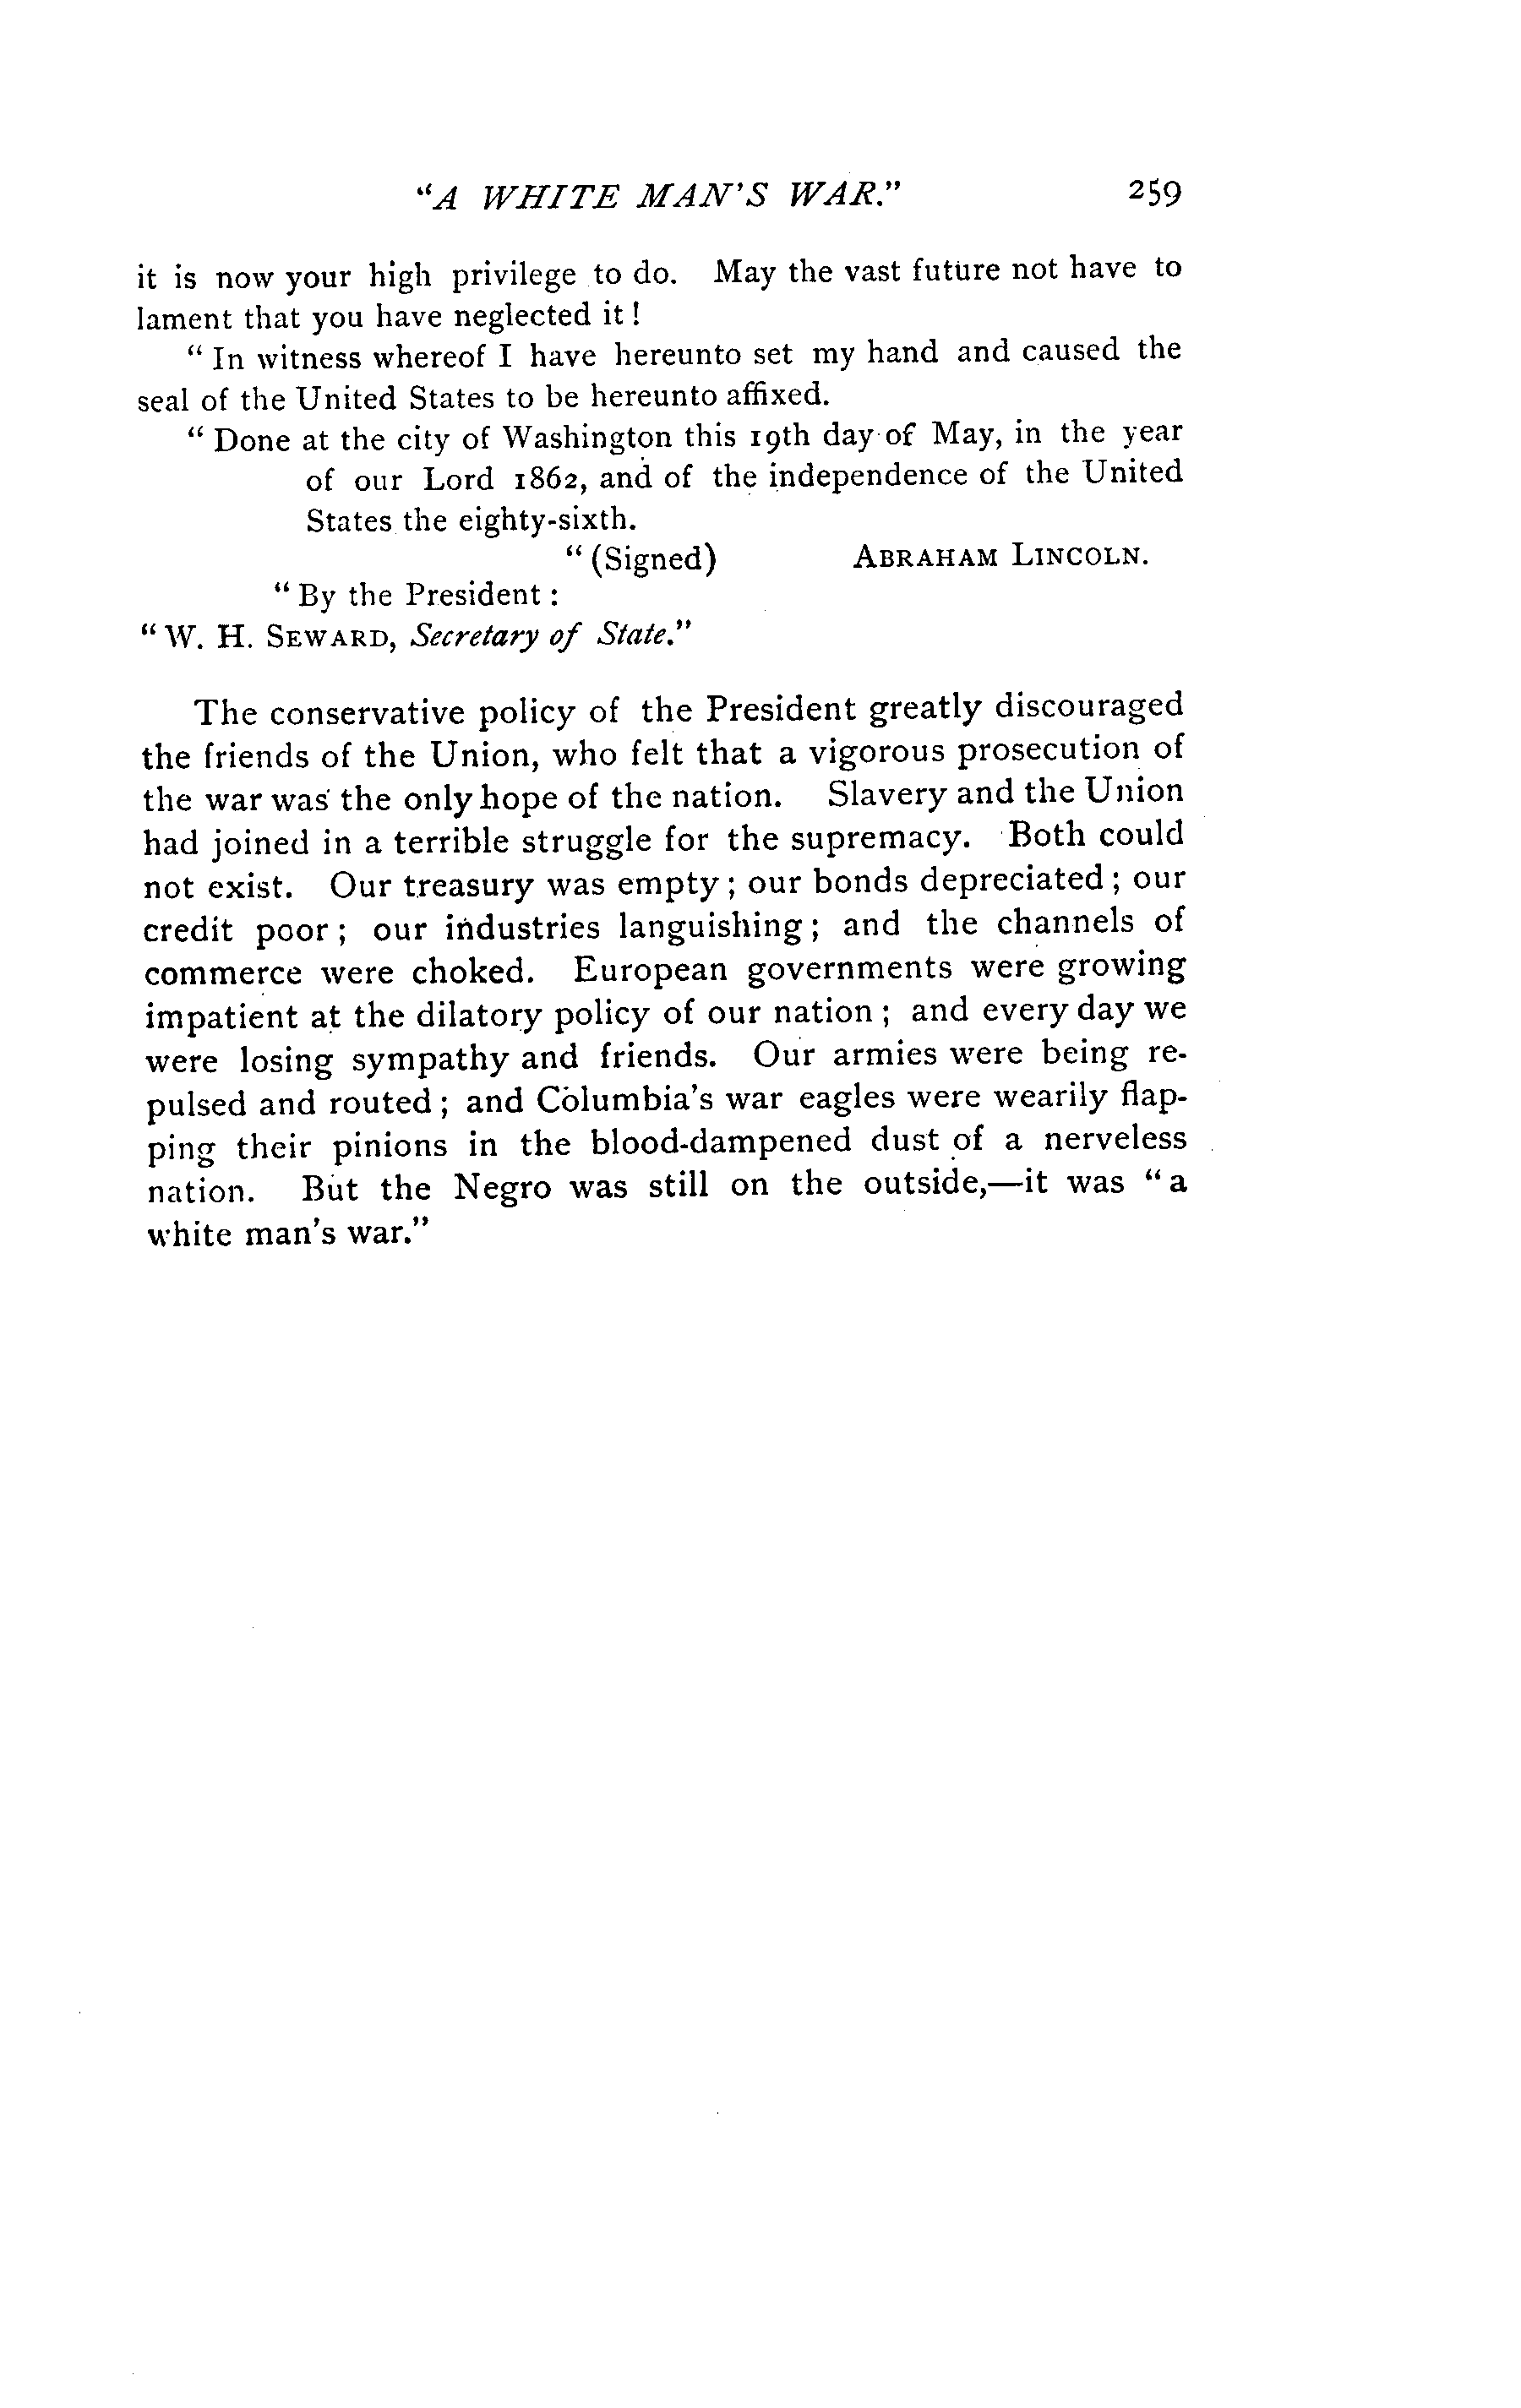 "A WHITE MAN'S WAR." 259
it is now your high privilege to do. May the vast future not have to
lament that you have neglected it!
"In witness whereof I have hereunto set my hand and caused the
seal of the United States to be hereunto affixed.
"Done at the city of Washington this 19th day of May, in the year
of our Lord 1862, and of the independence of the United
States the eighty-sixth.
"(Signed) ABRAHAM LINCOLN.
"By the President:
"W. H. SEWARD, Secretary of State."
The conservative policy of the President greatly discouraged
the friends of the Union, who felt that a vigorous prosecution of
the war was the only hope of the nation. Slavery and the Union
had joined in a terrible struggle for the supremacy. Both could
not exist. Our treasury was empty; our bonds depreciated; our
credit poor; our industries languishing; and the channels of
commerce were choked. European governments were growing
impatient at the dilatory policy of our nation; and every day we
were losing sympathy and friends. Our armies were being re-
pulsed and routed; and Columbia's war eagles were wearily flap-
ping their pinions in the blood-dampened dust of a nerveless
nation. But the Negro was still on the outside,—it was "a
white man's war."